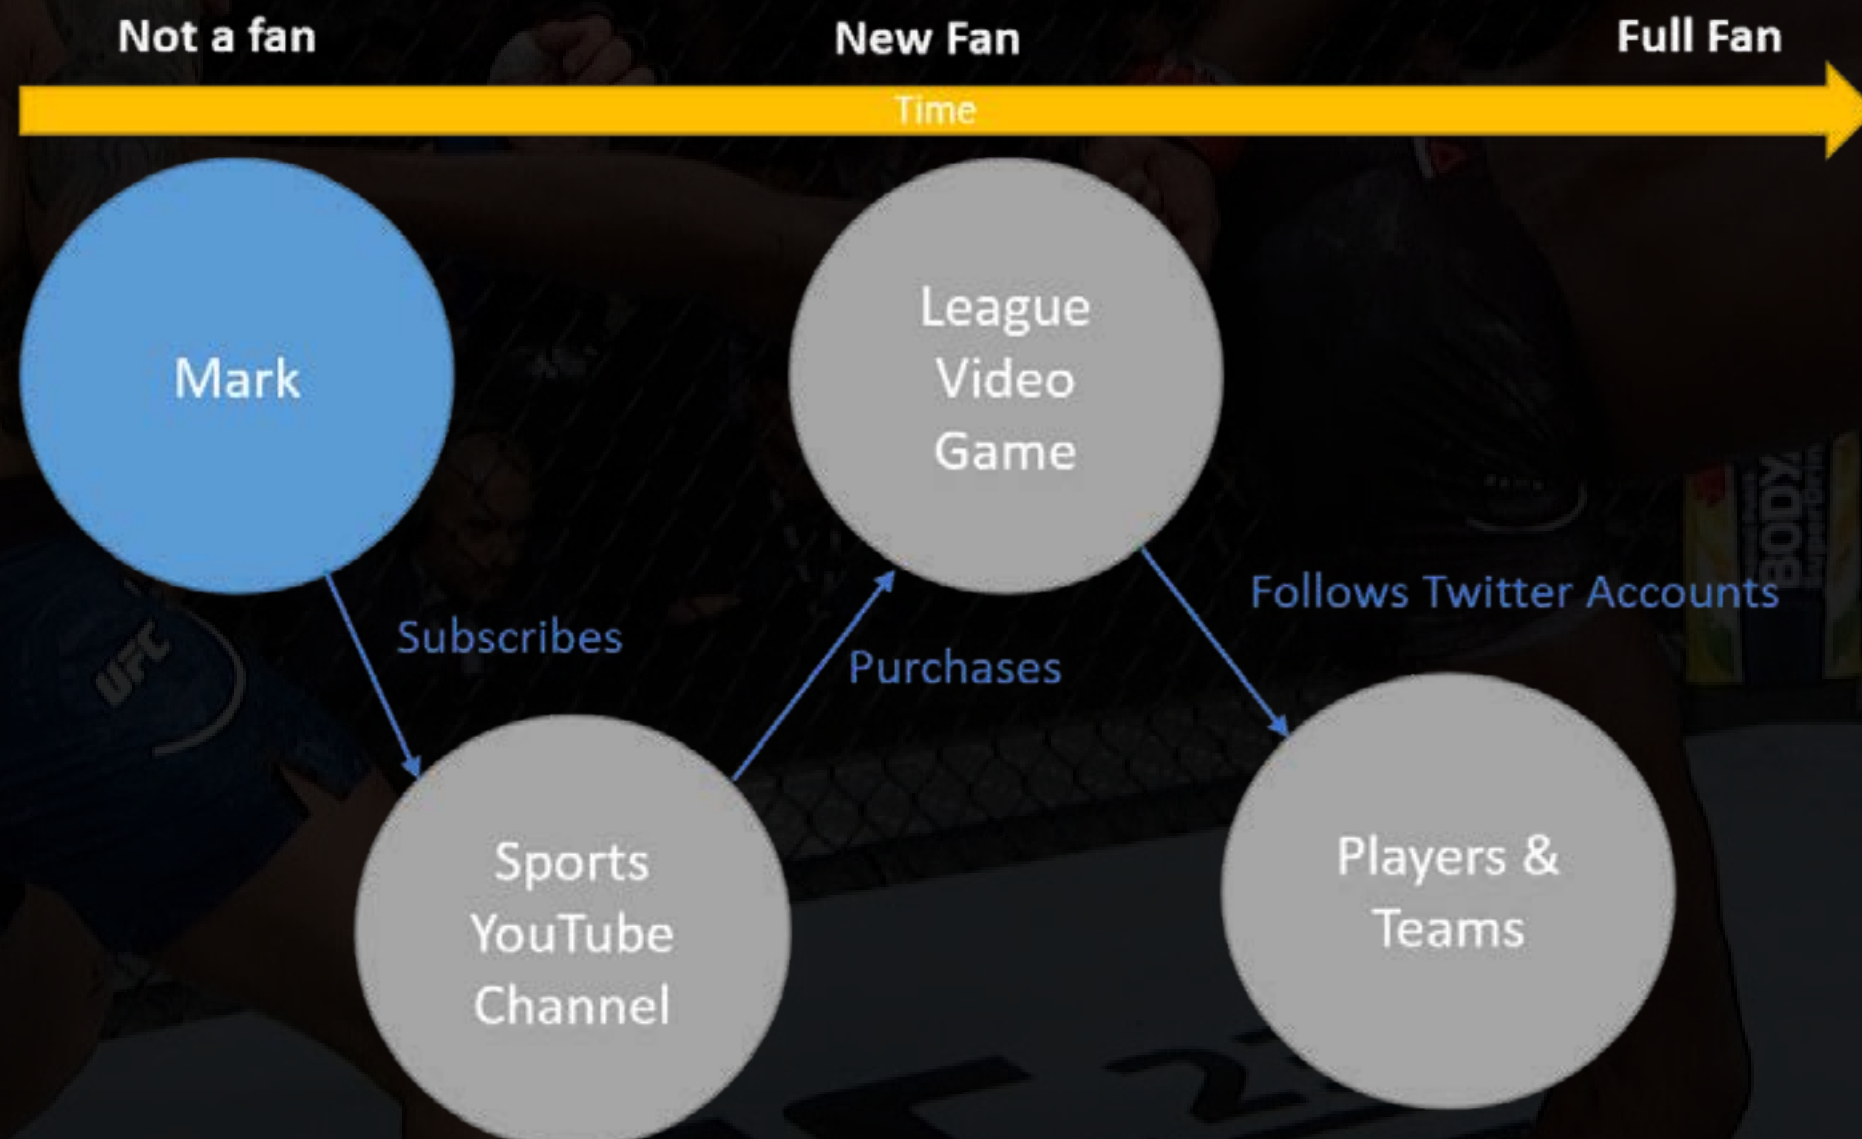 Not a fan
New Fan
Full Fan
Time
Mark
League
Video
Game
Subscribes
Purchases
Follows Twitter Accounts
Sports
YouTube
Channel
Players &
Teams
UFC
BODY